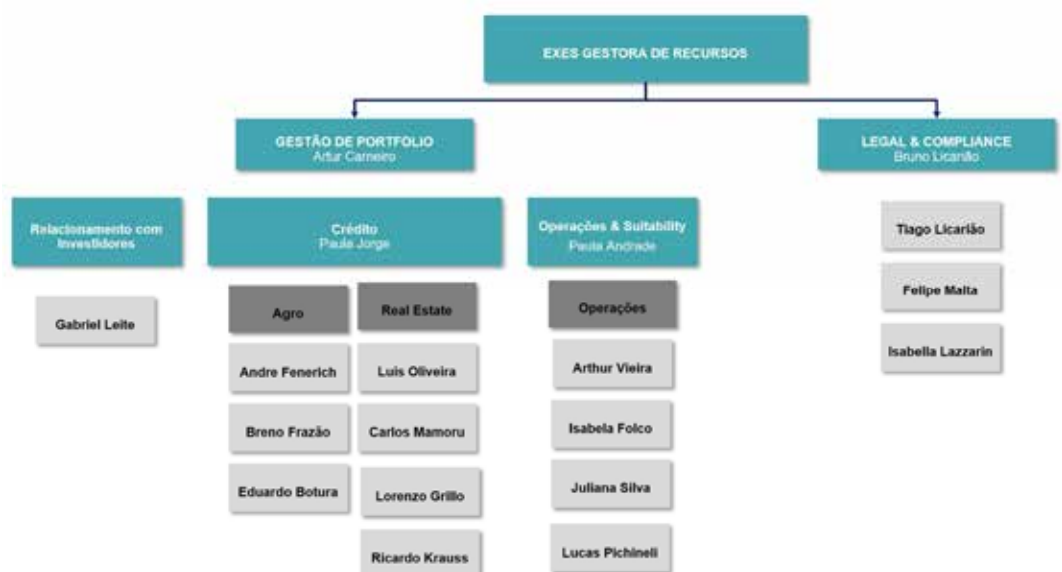 EXES GESTORA DE RECURSOS
GESTÃO DE PORTFOLIO
Artur Carneiro
LEGAL & COMPLIANCE
Bruno Licarião
Relacionamento com
Investidores
Crédito
Paula Jorge
Operações & Suitability
Paula Andrade
Gabriel Leite
Agro
Andre Fenerich
Breno Frazão
Eduardo Botura
Real Estate
Luis Oliveira
Carlos Mamoru
Lorenzo Grillo
Ricardo Krauss
Operações
Arthur Vieira
Isabela Folco
Juliana Silva
Lucas Pichineli
Tiago Licarião
Felipe Malta
Isabella Lazzarin